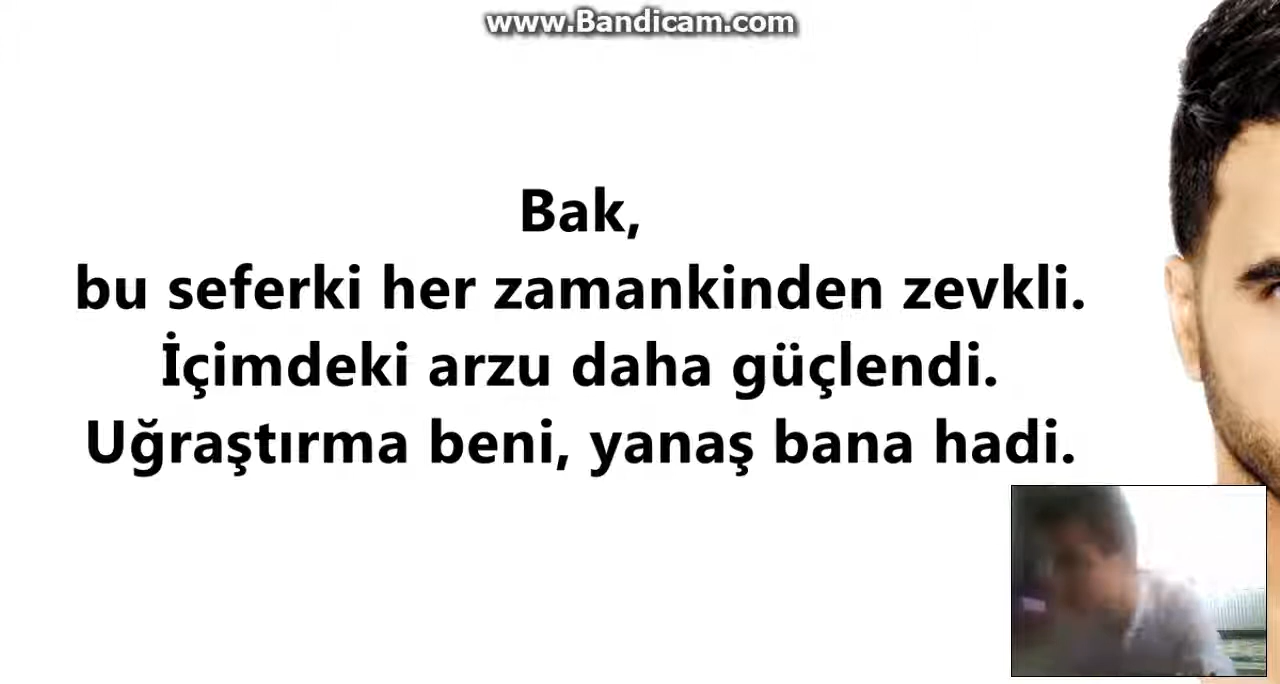 www.Bandicam.com
Bak,
bu seferki her zamankinden zevkli.
İçimdeki arzu daha güçlendi.
Uğraştırma beni, yanaş bana hadi.